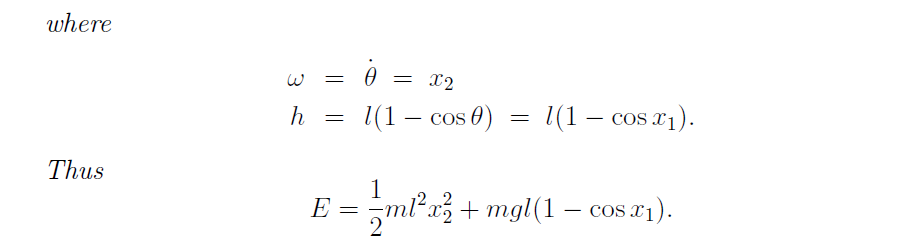 where
ω = θ̇ = x₂
h = l(1 − cos θ) = l(1 − cos x₁).
Thus
E = ½ml²x₂² + mgl(1 − cos x₁).